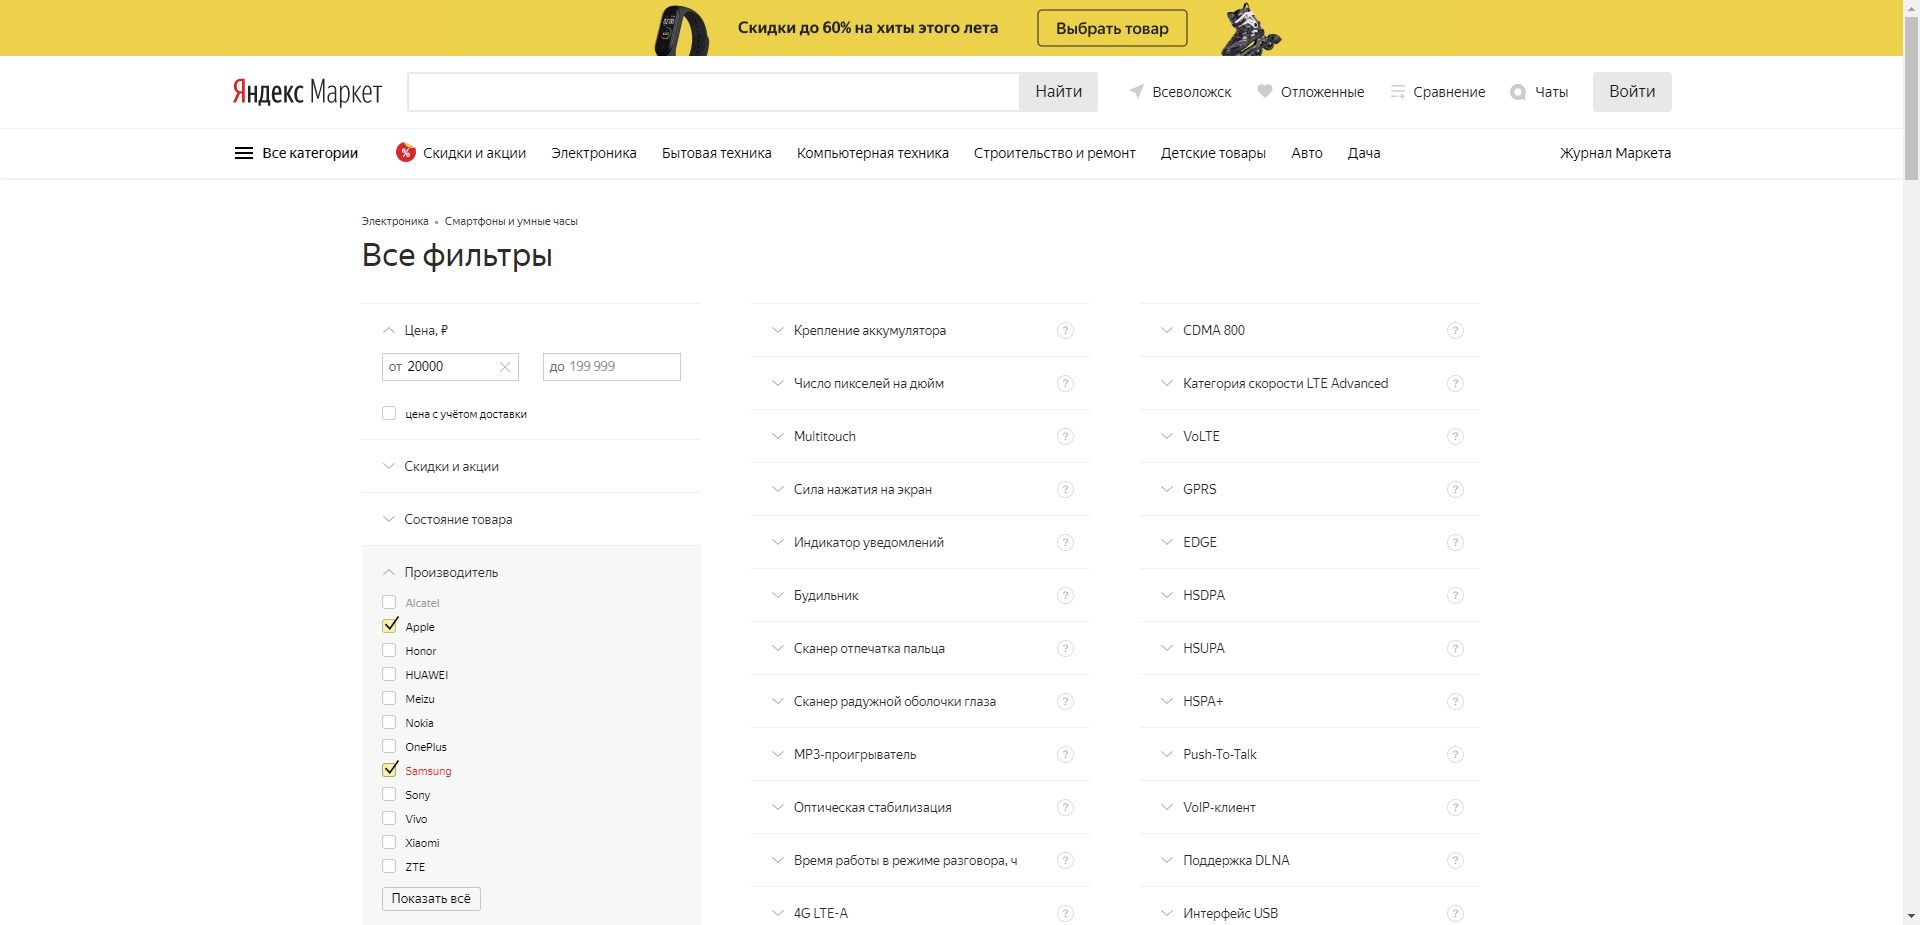 Скидки до 60% на хиты этого лета
Выбрать товар
Яндекс Маркет
Найти
Всеволожск
Отложенные
Сравнение
Чаты
Войти
Все категории
%
Скидки и акции
Электроника
Бытовая техника
Компьютерная техника
Строительство и ремонт
Детские товары
Авто
Дача
Журнал Маркета
Электроника • Смартфоны и умные часы
Все фильтры
Цена, ₽
от 20000
до 199 999
цена с учётом доставки
Скидки и акции
Состояние товара
Производитель
Alcatel
Apple
Honor
HUAWEI
Meizu
Nokia
OnePlus
Samsung
Sony
Vivo
Xiaomi
ZTE
Показать всё
Крепление аккумулятора ?
Число пикселей на дюйм ?
Multitouch ?
Сила нажатия на экран ?
Индикатор уведомлений ?
Будильник ?
Сканер отпечатка пальца ?
Сканер радужной оболочки глаза ?
MP3-проигрыватель ?
Оптическая стабилизация ?
Время работы в режиме разговора, ч ?
4G LTE-A ?
CDMA 800 ?
Категория скорости LTE Advanced ?
VoLTE ?
GPRS ?
EDGE ?
HSDPA ?
HSUPA ?
HSPA+ ?
Push-To-Talk ?
VoIP-клиент ?
Поддержка DLNA ?
Интерфейс USB ?